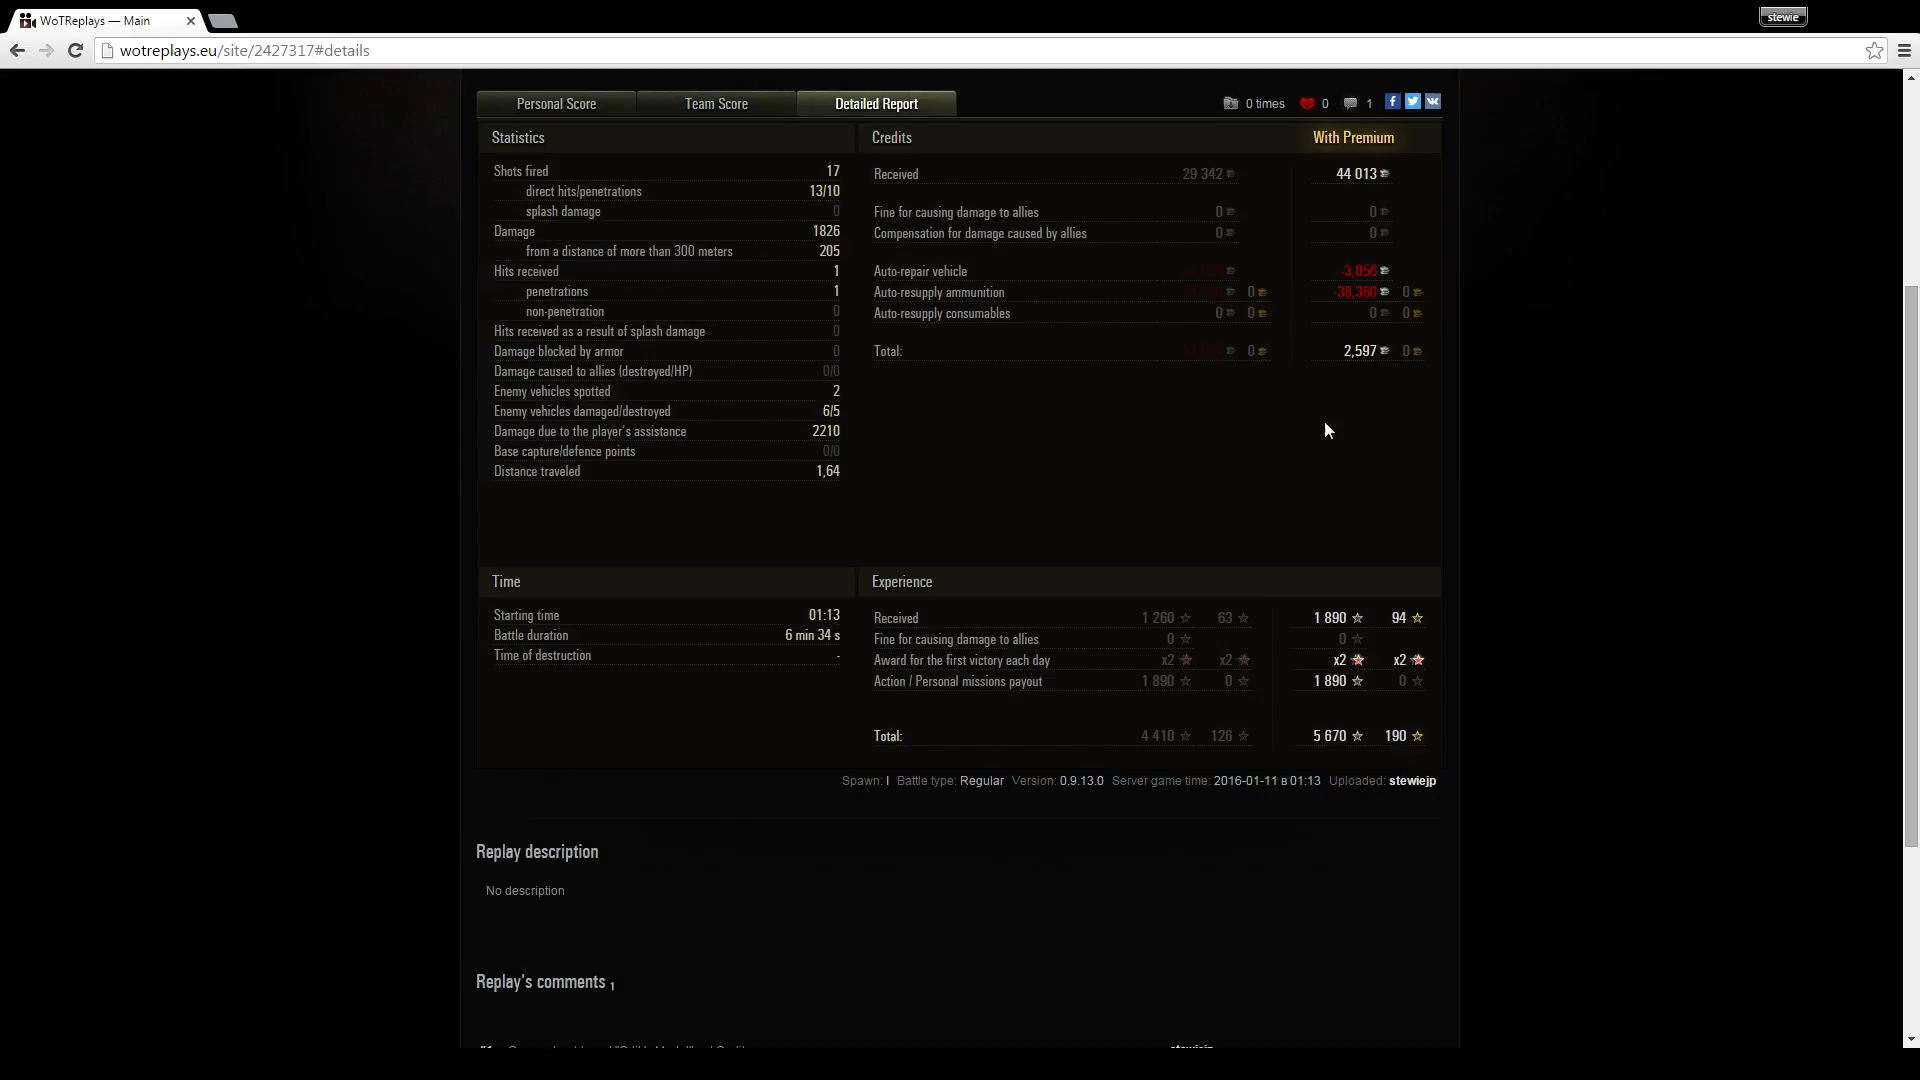 WoTReplays — Main
stewie
wotreplays.eu/site/2427317#details
Personal Score Team Score Detailed Report 0 times 0 1
Statistics
Shots fired 17
direct hits/penetrations 13/10
splash damage 0
Damage 1826
from a distance of more than 300 meters 205
Hits received 1
penetrations 1
non-penetration 0
Hits received as a result of splash damage 0
Damage blocked by armor 0
Damage caused to allies (destroyed/HP) 0/0
Enemy vehicles spotted 2
Enemy vehicles damaged/destroyed 6/5
Damage due to the player's assistance 2210
Base capture/defence points 0/0
Distance traveled 1,64
Credits With Premium
Received 29 342 44 013
Fine for causing damage to allies 0 0
Compensation for damage caused by allies 0 0
Auto-repair vehicle -3,056
Auto-resupply ammunition 0 -38,360 0
Auto-resupply consumables 0 0 0 0
Total: 0 2,597 0
Time
Starting time 01:13
Battle duration 6 min 34 s
Time of destruction -
Experience
Received 1 260 63 1 890 94
Fine for causing damage to allies 0 0
Award for the first victory each day x2 x2 x2 x2
Action / Personal missions payout 1 890 0 1 890 0
Total: 4 410 126 5 670 190
Spawn: I Battle type: Regular Version: 0.9.13.0 Server game time: 2016-01-11 в 01:13 Uploaded: stewiejp
Replay description
No description
Replay's comments 1